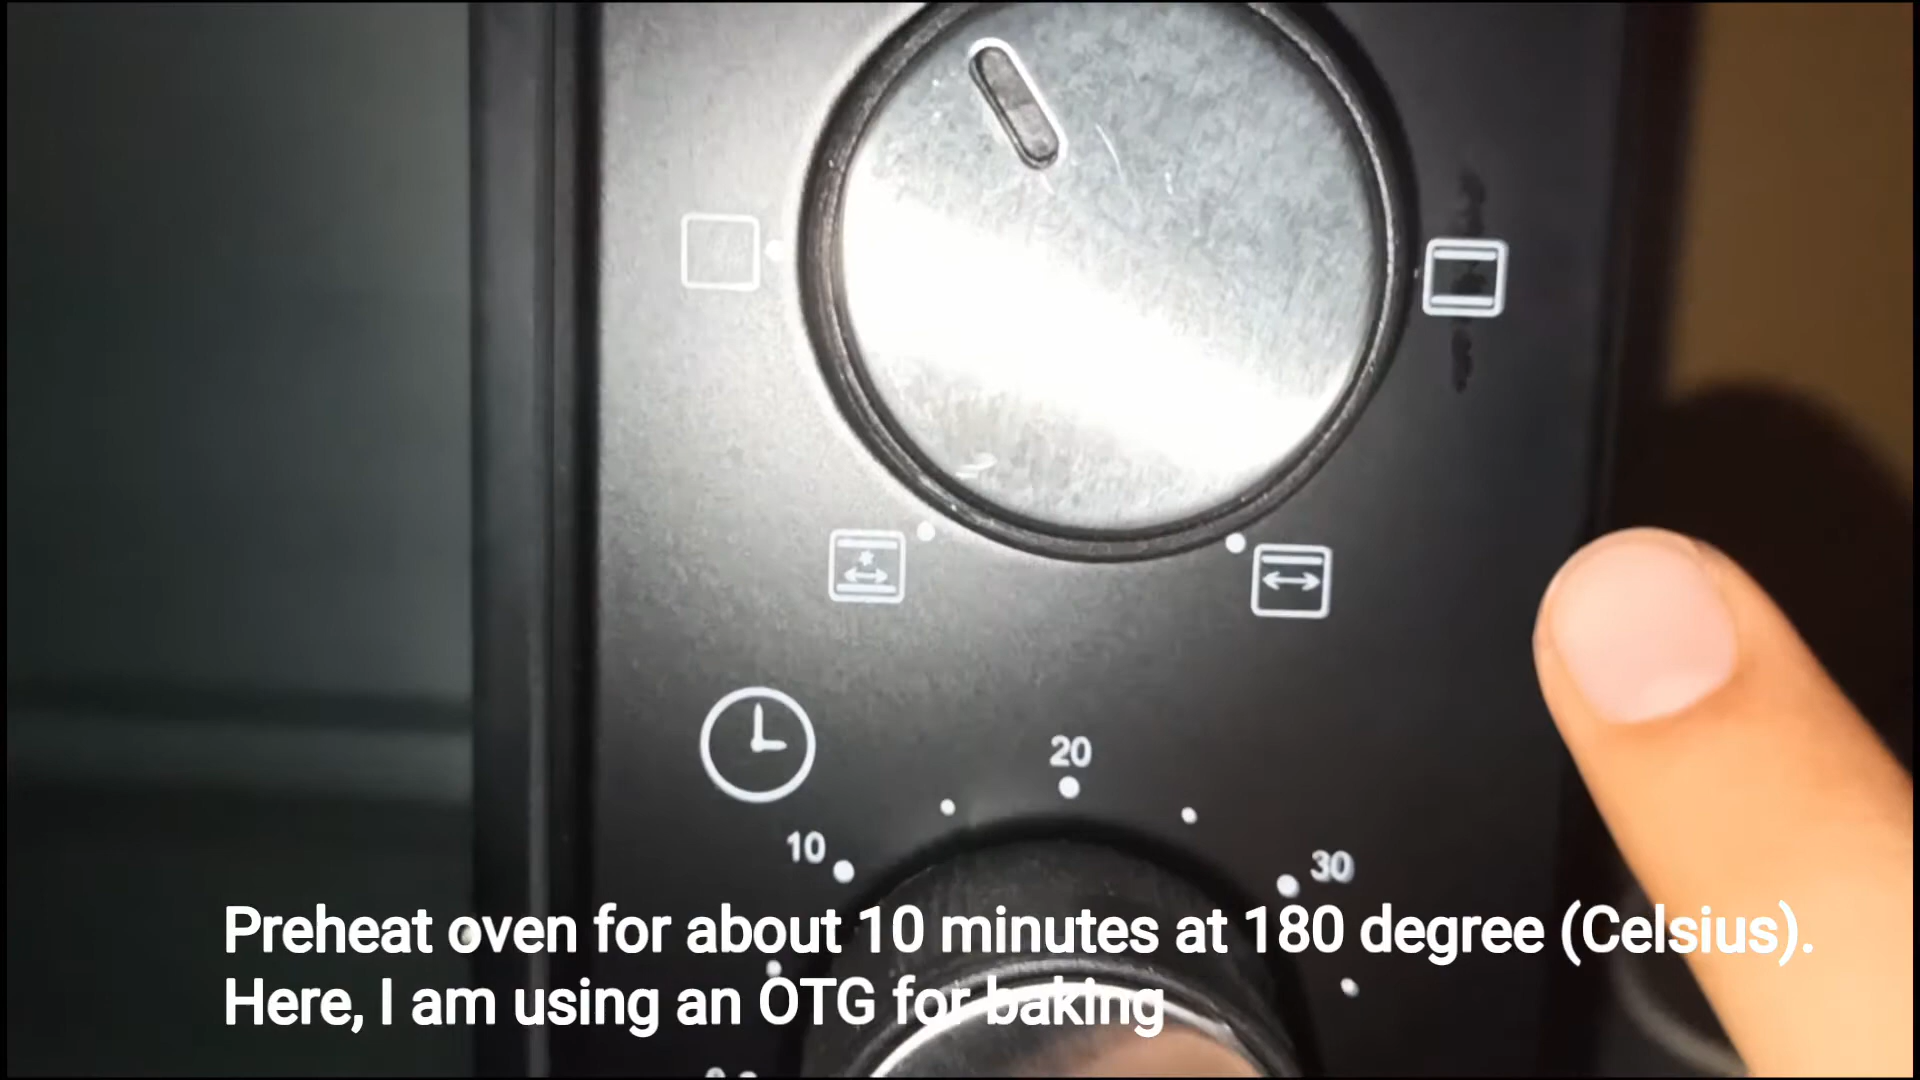 20
10
30
Preheat oven for about 10 minutes at 180 degree (Celsius).
Here, I am using an OTG for baking